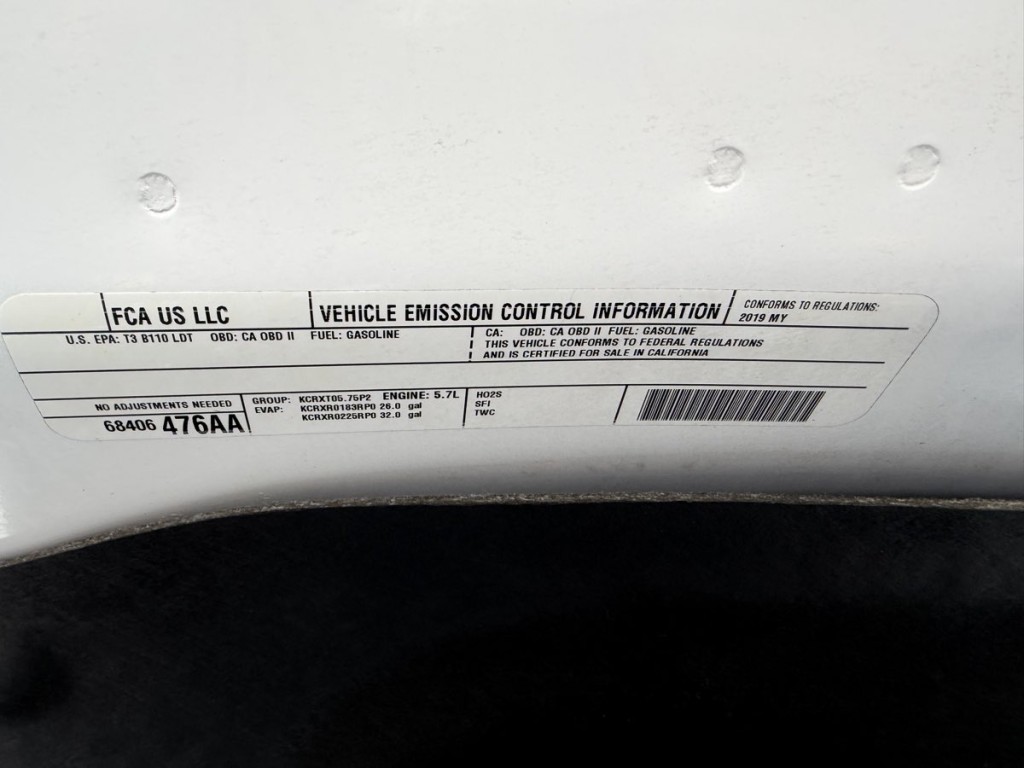 FCA US LLC
VEHICLE EMISSION CONTROL INFORMATION
CONFORMS TO REGULATIONS:
2019 MY
U.S. EPA: T3 B110 LDT OBD: CA OBD II FUEL: GASOLINE
CA: OBD: CA OBD II FUEL: GASOLINE
THIS VEHICLE CONFORMS TO FEDERAL REGULATIONS
AND IS CERTIFIED FOR SALE IN CALIFORNIA
NO ADJUSTMENTS NEEDED
68406 476AA
GROUP: KCRXT05.75P2 ENGINE: 5.7L
EVAP: KCRXR0183RP0 26.0 gal
KCRXR0225RP0 32.0 gal
HO2S
SFI
TWC